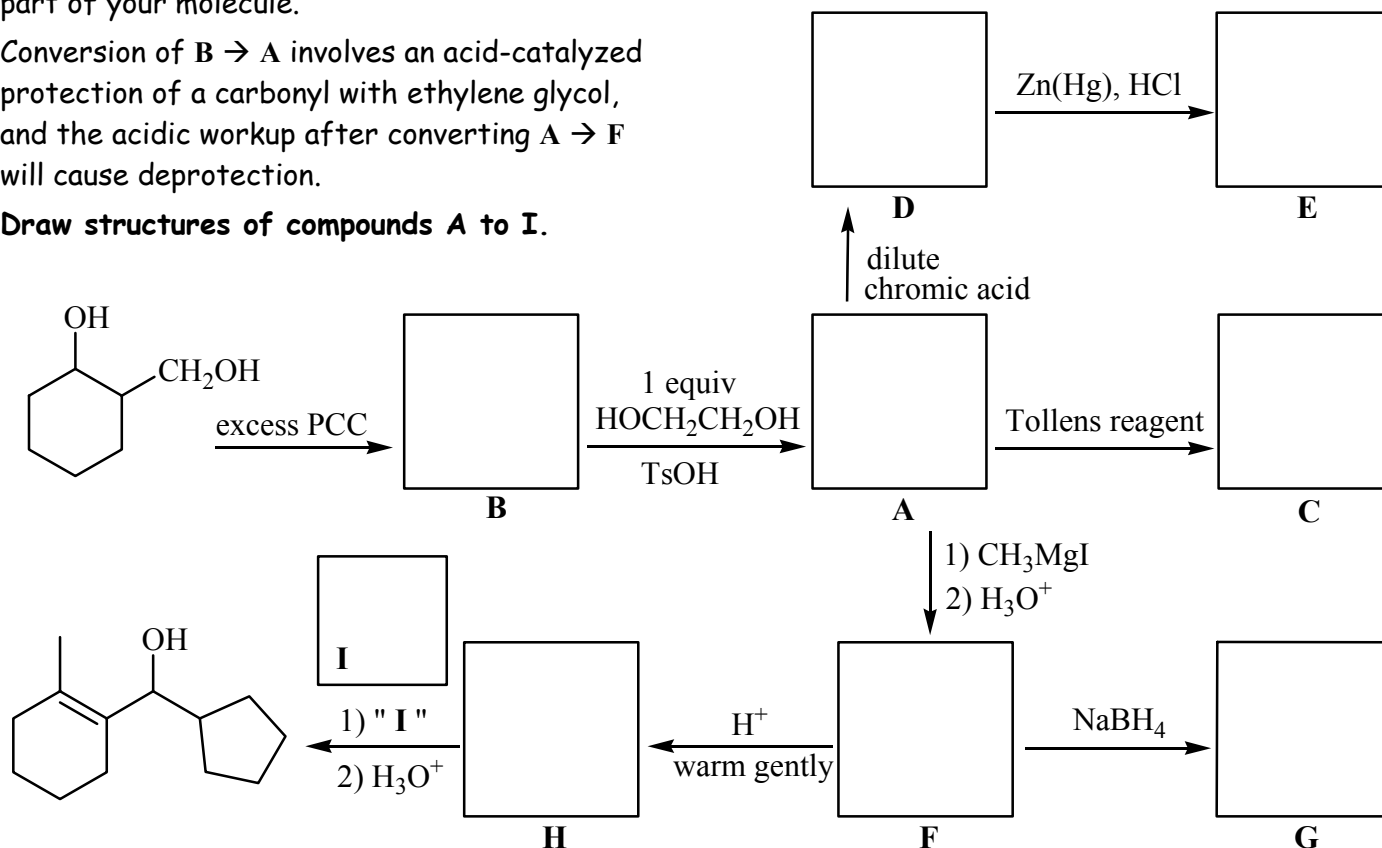 part of your molecule.
Conversion of B → A involves an acid-catalyzed
protection of a carbonyl with ethylene glycol,
and the acidic workup after converting A → F
will cause deprotection.
Draw structures of compounds A to I.
Zn(Hg), HCl
D
E
dilute
chromic acid
OH
CH₂OH
excess PCC
B
1 equiv
HOCH₂CH₂OH
TsOH
A
Tollens reagent
C
1) CH₃MgI
2) H₃O⁺
OH
I
1) " I "
2) H₃O⁺
H
H⁺
warm gently
F
NaBH₄
G